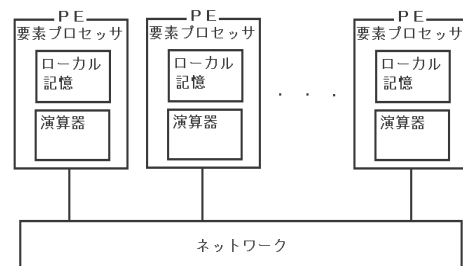 PE
要素プロセッサ
ローカル
記憶
演算器
PE
要素プロセッサ
ローカル
記憶
演算器
. . .
PE
要素プロセッサ
ローカル
記憶
演算器
ネットワーク